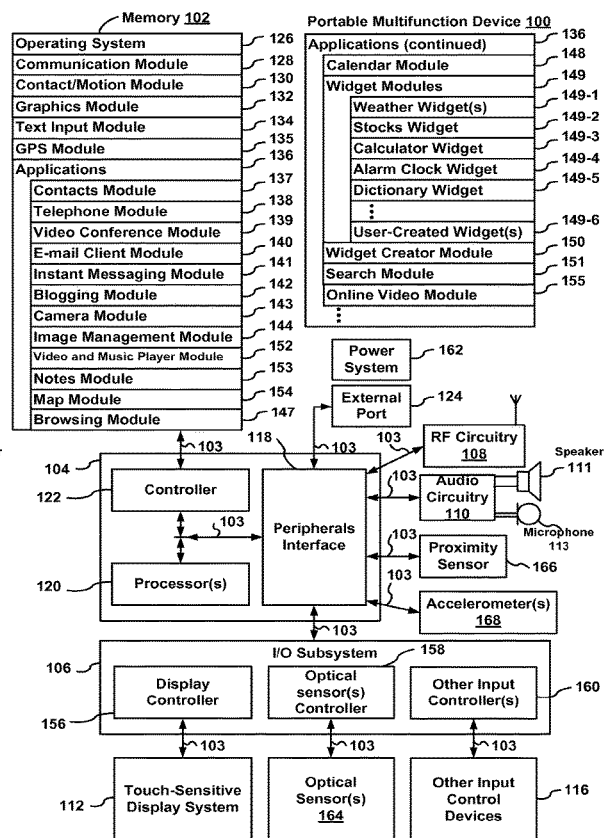 Memory 102
Operating System 126
Communication Module 128
Contact/Motion Module 130
Graphics Module 132
Text Input Module 134
GPS Module 135
Applications 136
Contacts Module 137
Telephone Module 138
Video Conference Module 139
E-mail Client Module 140
Instant Messaging Module 141
Blogging Module 142
Camera Module 143
Image Management Module 144
Video and Music Player Module 152
Notes Module 153
Map Module 154
Browsing Module 147
Portable Multifunction Device 100
Applications (continued) 136
Calendar Module 148
Widget Modules 149
Weather Widget(s) 149-1
Stocks Widget 149-2
Calculator Widget 149-3
Alarm Clock Widget 149-4
Dictionary Widget 149-5
User-Created Widget(s) 149-6
Widget Creator Module 150
Search Module 151
Online Video Module 155
Power
System
162
External
Port
124
103
118
103
103
RF Circuitry
108
Speaker
111
104
122
Controller
103
Peripherals
Interface
103
Audio
Circuitry
110
Microphone
113
120
Processor(s)
103
Proximity
Sensor
166
103
Accelerometer(s)
168
103
106
I/O Subsystem
158
Display
Controller
156
Optical
sensor(s)
Controller
Other Input
Controller(s)
160
103
103
103
112
Touch-Sensitive
Display System
Optical
Sensor(s)
164
Other Input
Control
Devices
116